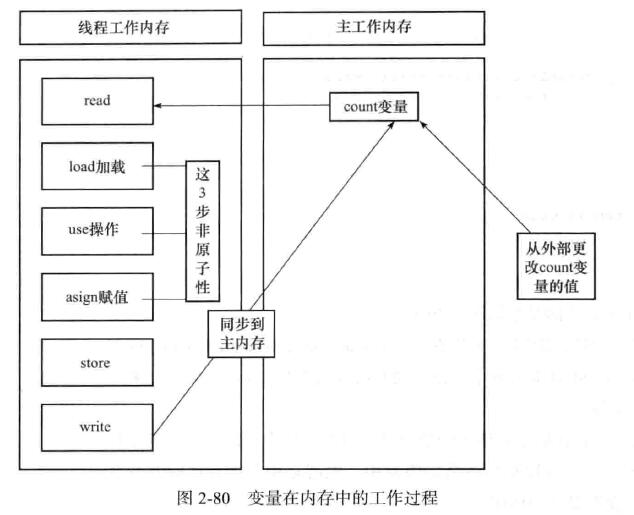 线程工作内存
主工作内存
read
count变量
load加载
这
3
步
非
原
子
性
use操作
asign赋值
从外部更
改count变
量的值
同步到
主内存
store
write
图 2-80 变量在内存中的工作过程